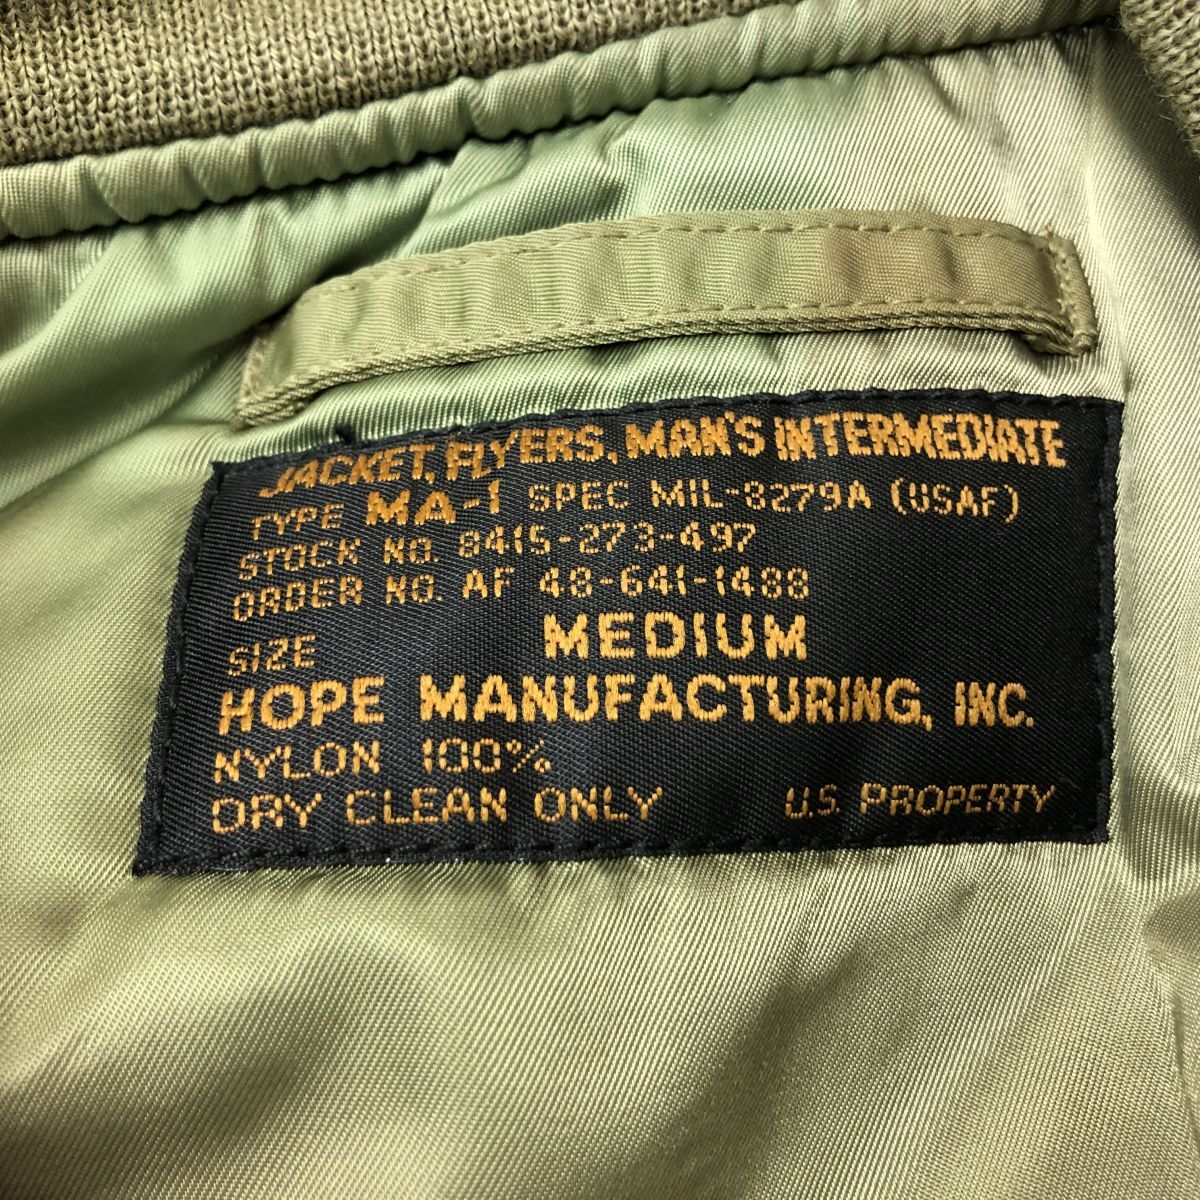 JACKET, FLYERS, MAN'S INTERMEDIATE
TYPE MA-1 SPEC MIL-3279A (USAF)
STOCK NO. 8415-273-497
ORDER NO. AF 48-641-1488
SIZE MEDIUM
HOPE MANUFACTURING, INC.
NYLON 100%
DRY CLEAN ONLY U.S. PROPERTY